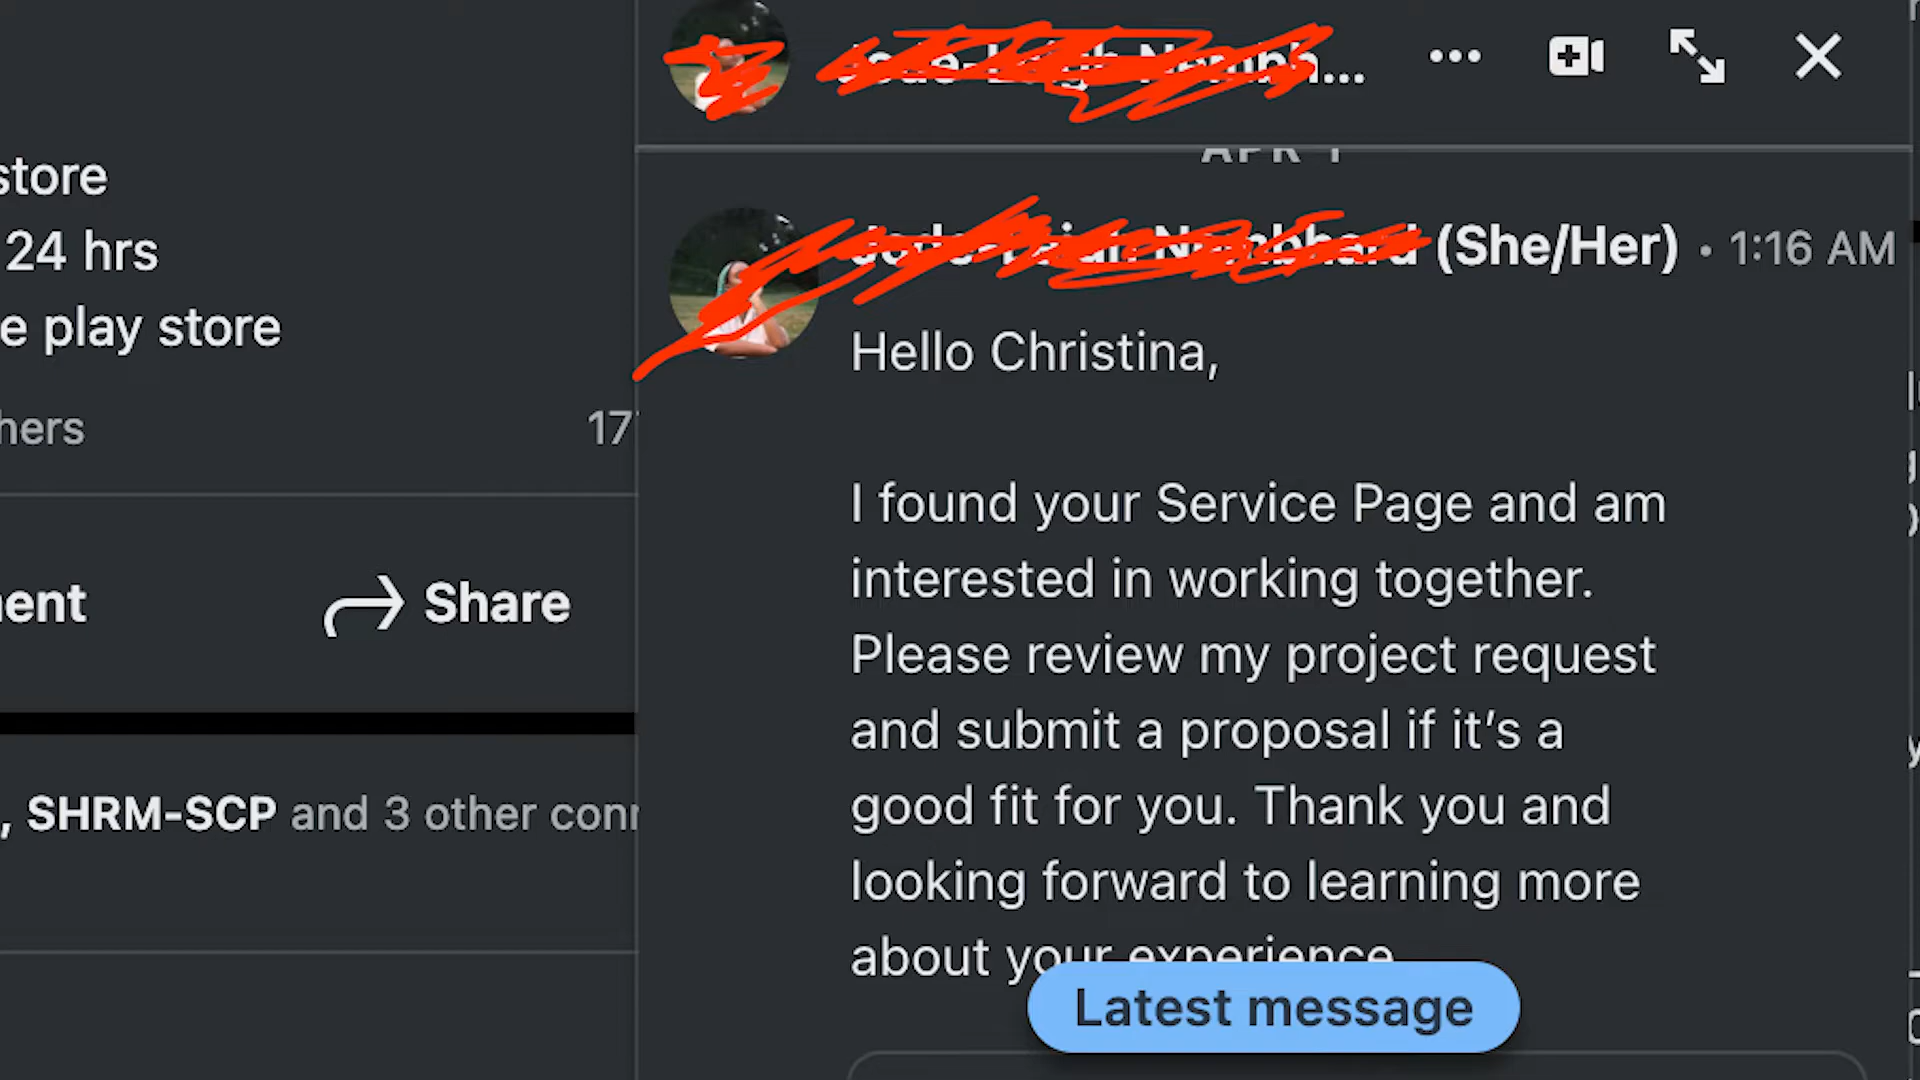 store
24 hrs
e play store
hers
17
ent
Share
, SHRM-SCP and 3 other conn
APR 1
(She/Her) • 1:16 AM
Hello Christina,
I found your Service Page and am
interested in working together.
Please review my project request
and submit a proposal if it’s a
good fit for you. Thank you and
looking forward to learning more
about your experience.
Latest message